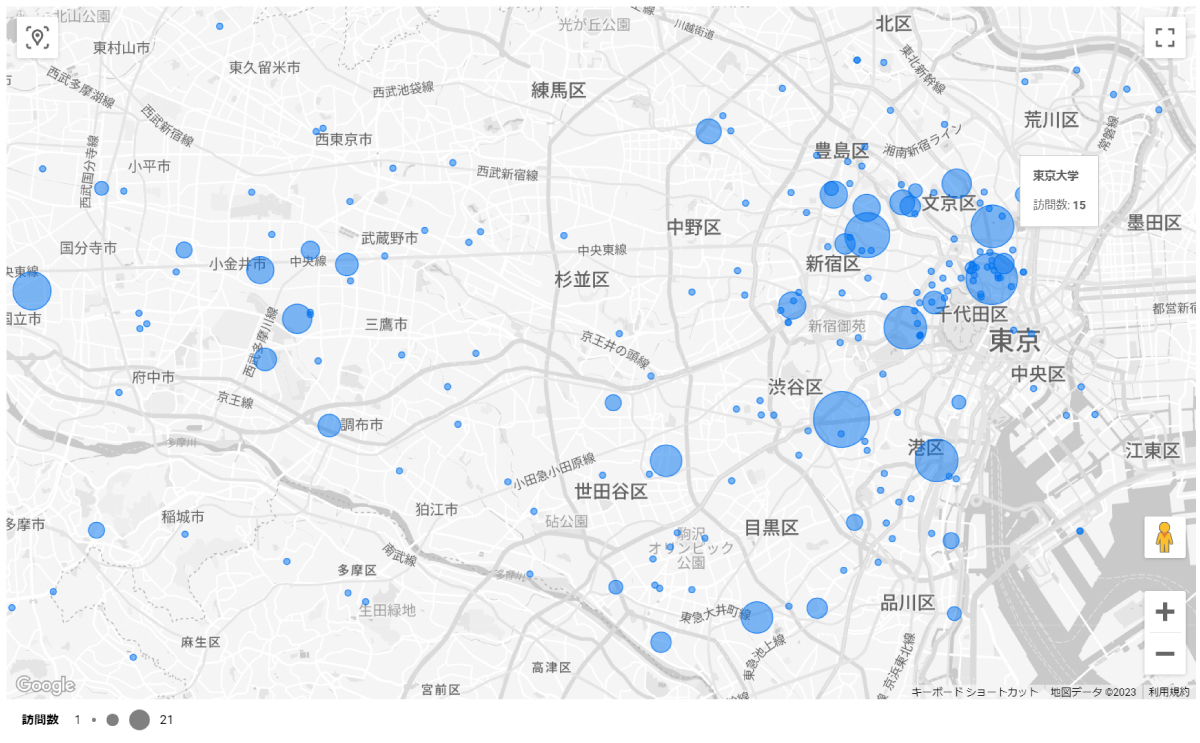 北山公園
光が丘公園
川越街道
北区
東村山市
東久留米市
東北新幹線
西武多摩湖線
西武池袋線
練馬区
西武新宿線
荒川区
常磐線
西東京市
湘南新宿ライン
豊島区
小平市
西武国分寺線
西武新宿線
東京大学
訪問数: 15
文京区
中野区
墨田区
武蔵野市
国分寺市
中央東線
小金井市
中央線
新宿区
央東線
杉並区
国立市
千代田区
都営新宿
新宿御苑
三鷹市
西武多摩川線
京王井の頭線
東京
府中市
中央区
渋谷区
京王線
調布市
多摩川
港区
江東区
小田急小田原線
世田谷区
狛江市
稲城市
多摩市
砧公園
目黒区
駒沢
オリンピック
公園
南武線
多摩区
多摩川
生田緑地
品川区
東急大井町線
麻生区
東急池上線
京浜東北線
高津区
宮前区
Google
キーボード ショートカット
地図データ ©2023
利用規約
訪問数 1 21